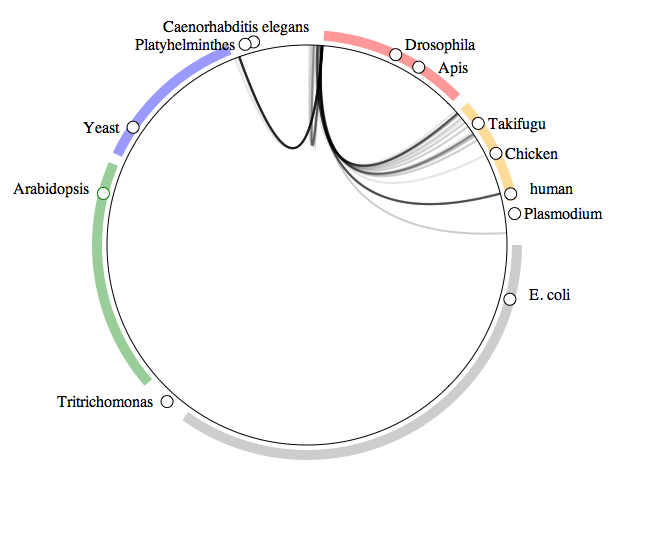 Caenorhabditis elegans
Platyhelminthes
Drosophila
Apis
Yeast
Takifugu
Chicken
Arabidopsis
human
Plasmodium
E. coli
Tritrichomonas